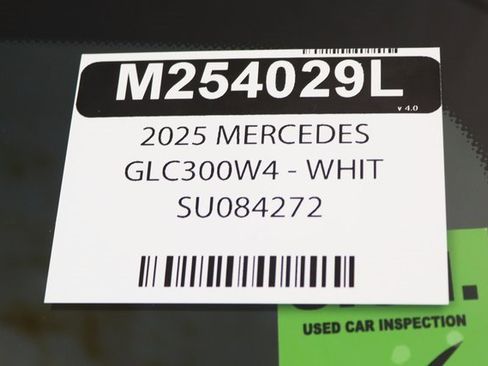 M254029L
v 4.0
2025 MERCEDES
GLC300W4 - WHIT
SU084272
USED CAR INSPECTION